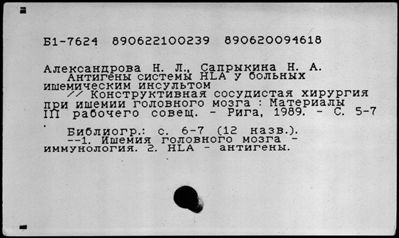 Б1-7624 890622100239 890620094618
Александрова Н. Л., Сапрыкина Н. А.
Антигены системы HLA у больных
ишемическим инсультом
// Конструктивная сосудистая хирургия
при ишемии головного мозга : Материалы
III рабочего совещ. - Рига, 1989. - С. 5-7
Библиогр.: с. 6-7 (12 назв.).
--1. Ишемия головного мозга -
иммунология. 2. HLA - антигены.